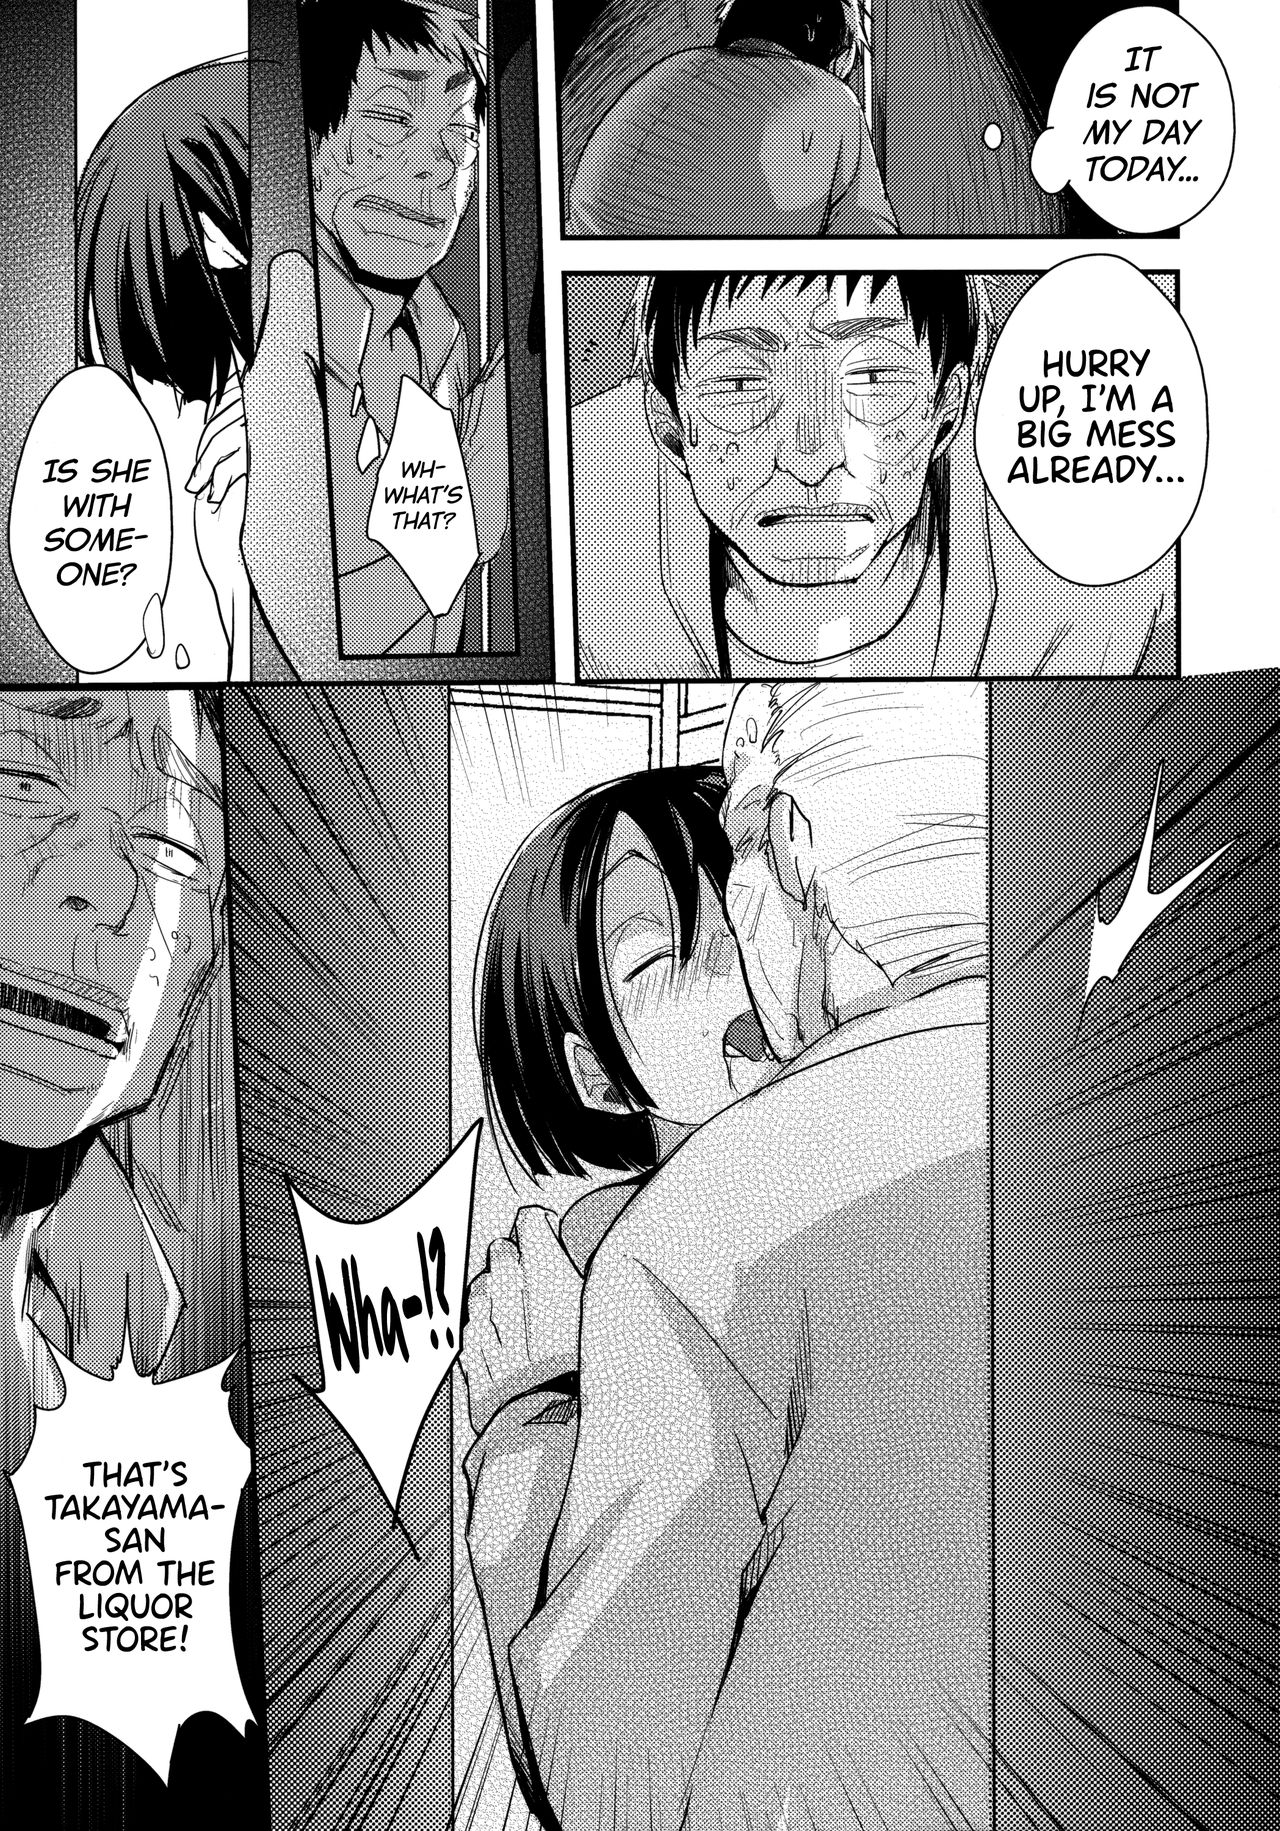 IT
IS NOT
MY DAY
TODAY...
HURRY
UP, I'M A
BIG MESS
ALREADY...
WH-
WHAT'S
THAT?
IS SHE
WITH
SOME-
ONE?
Wha-!?
THAT'S
TAKAYAMA-
SAN
FROM THE
LIQUOR
STORE!